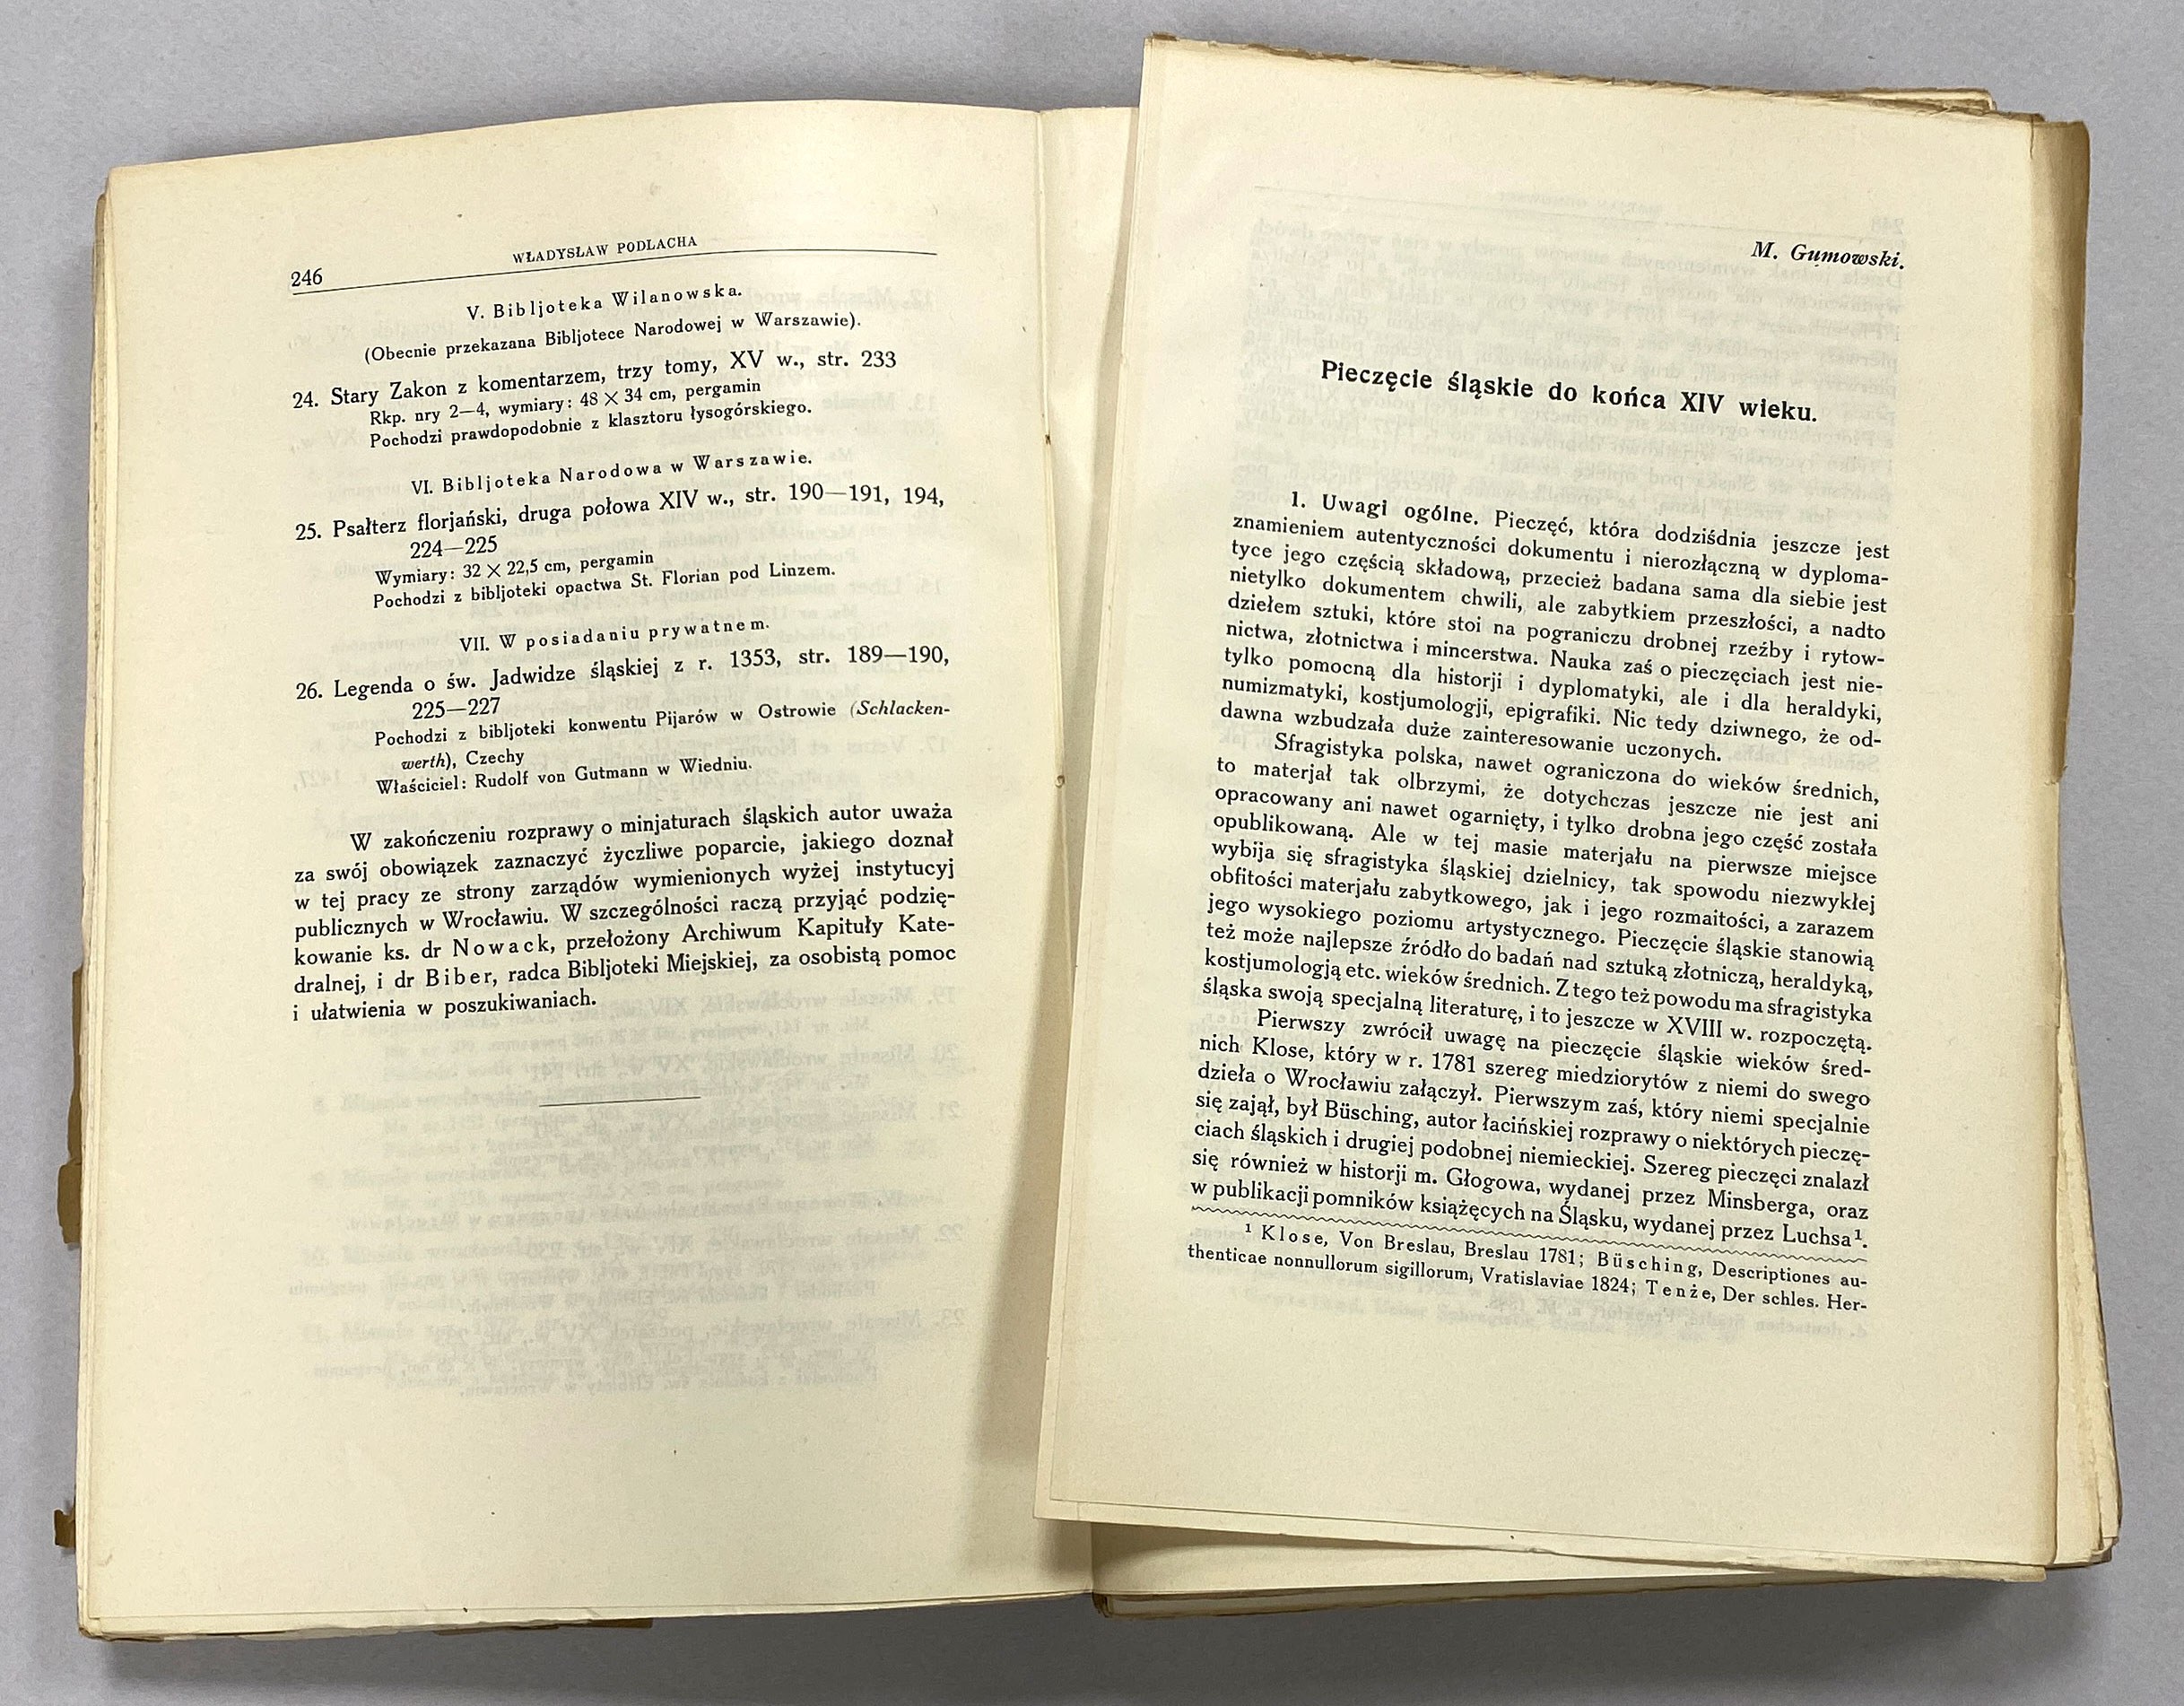 246
WŁADYSŁAW PODLACHA
V. Bibljoteka Wilanowska.
(Obecnie przekazana Bibljotece Narodowej w Warszawie).
24. Stary Zakon z komentarzem, trzy tomy, XV w., str. 233
Rkp. nry 2—4, wymiary: 48 × 34 cm, pergamin
Pochodzi prawdopodobnie z klasztoru łysogórskiego.
VI. Bibljoteka Narodowa w Warszawie.
25. Psałterz florjański, druga połowa XIV w., str. 190—191, 194,
224—225
Wymiary: 32 × 22,5 cm, pergamin
Pochodzi z bibljoteki opactwa St. Florian pod Linzem.
VII. W posiadaniu prywatnem.
26. Legenda o św. Jadwidze śląskiej z r. 1353, str. 189—190,
225—227
Pochodzi z bibljoteki konwentu Pijarów w Ostrowie (Schlacken-
werth), Czechy
Właściciel: Rudolf von Gutmann w Wiedniu.
W zakończeniu rozprawy o minjaturach śląskich autor uważa
za swój obowiązek zaznaczyć życzliwe poparcie, jakiego doznał
w tej pracy ze strony zarządów wymienionych wyżej instytucyj
publicznych w Wrocławiu. W szczególności raczą przyjąć podzię-
kowanie ks. dr Nowack, przełożony Archiwum Kapituły Kate-
dralnej, i dr Biber, radca Bibljoteki Miejskiej, za osobistą pomoc
i ułatwienia w poszukiwaniach.
M. Gumowski.
Pieczęcie śląskie do końca XIV wieku.
1. Uwagi ogólne. Pieczęć, która dodziśdnia jeszcze jest
znamieniem autentyczności dokumentu i nierozłączną w dyploma-
tyce jego częścią składową, przecież badana sama dla siebie jest
nietylko dokumentem chwili, ale zabytkiem przeszłości, a nadto
dziełem sztuki, które stoi na pograniczu drobnej rzeźby i rytow-
nictwa, złotnictwa i mincerstwa. Nauka zaś o pieczęciach jest nie-
tylko pomocną dla historji i dyplomatyki, ale i dla heraldyki,
numizmatyki, kostjumologji, epigrafiki. Nic tedy dziwnego, że od-
dawna wzbudzała duże zainteresowanie uczonych.
Sfragistyka polska, nawet ograniczona do wieków średnich,
to materjał tak olbrzymi, że dotychczas jeszcze nie jest ani
opracowany ani nawet ogarnięty, i tylko drobna jego część została
opublikowaną. Ale w tej masie materjału na pierwsze miejsce
wybija się sfragistyka śląskiej dzielnicy, tak spowodu niezwykłej
obfitości materjału zabytkowego, jak i jego rozmaitości, a zarazem
jego wysokiego poziomu artystycznego. Pieczęcie śląskie stanowią
też może najlepsze źródło do badań nad sztuką złotniczą, heraldyką,
kostjumologją etc. wieków średnich. Z tego też powodu ma sfragistyka
śląska swoją specjalną literaturę, i to jeszcze w XVIII w. rozpoczętą.
Pierwszy zwrócił uwagę na pieczęcie śląskie wieków śred-
nich Klose, który w r. 1781 szereg miedziorytów z niemi do swego
dzieła o Wrocławiu załączył. Pierwszym zaś, który niemi specjalnie
się zajął, był Büsching, autor łacińskiej rozprawy o niektórych pieczę-
ciach śląskich i drugiej podobnej niemieckiej. Szereg pieczęci znalazł
się również w historji m. Głogowa, wydanej przez Minsberga, oraz
w publikacji pomników książęcych na Śląsku, wydanej przez Luchsa¹.
¹ Klose, Von Breslau, Breslau 1781; Büsching, Descriptiones au-
thenticae nonnullorum sigillorum, Vratislaviae 1824; Tenże, Der schles. Her-